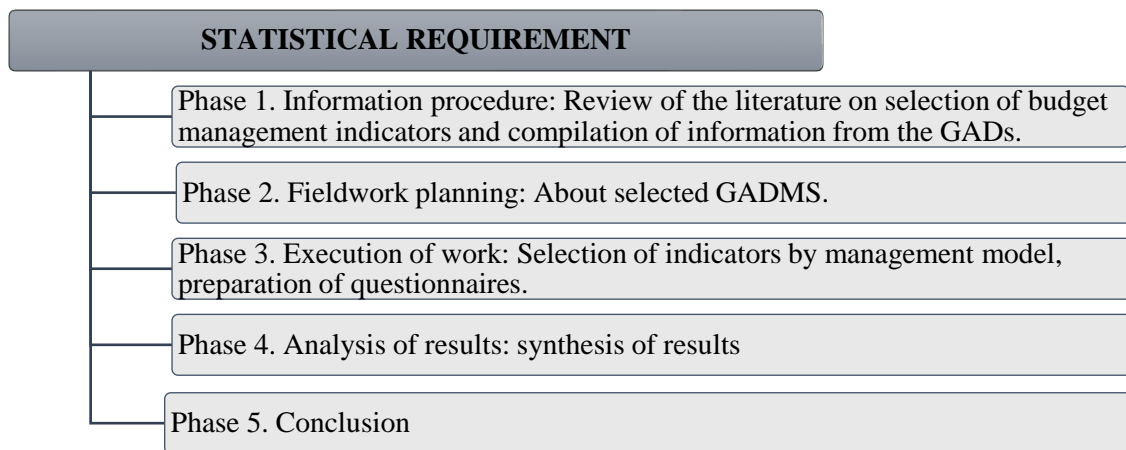 STATISTICAL REQUIREMENT
Phase 1. Information procedure: Review of the literature on selection of budget
management indicators and compilation of information from the GADs.
Phase 2. Fieldwork planning: About selected GADMS.
Phase 3. Execution of work: Selection of indicators by management model,
preparation of questionnaires.
Phase 4. Analysis of results: synthesis of results
Phase 5. Conclusion